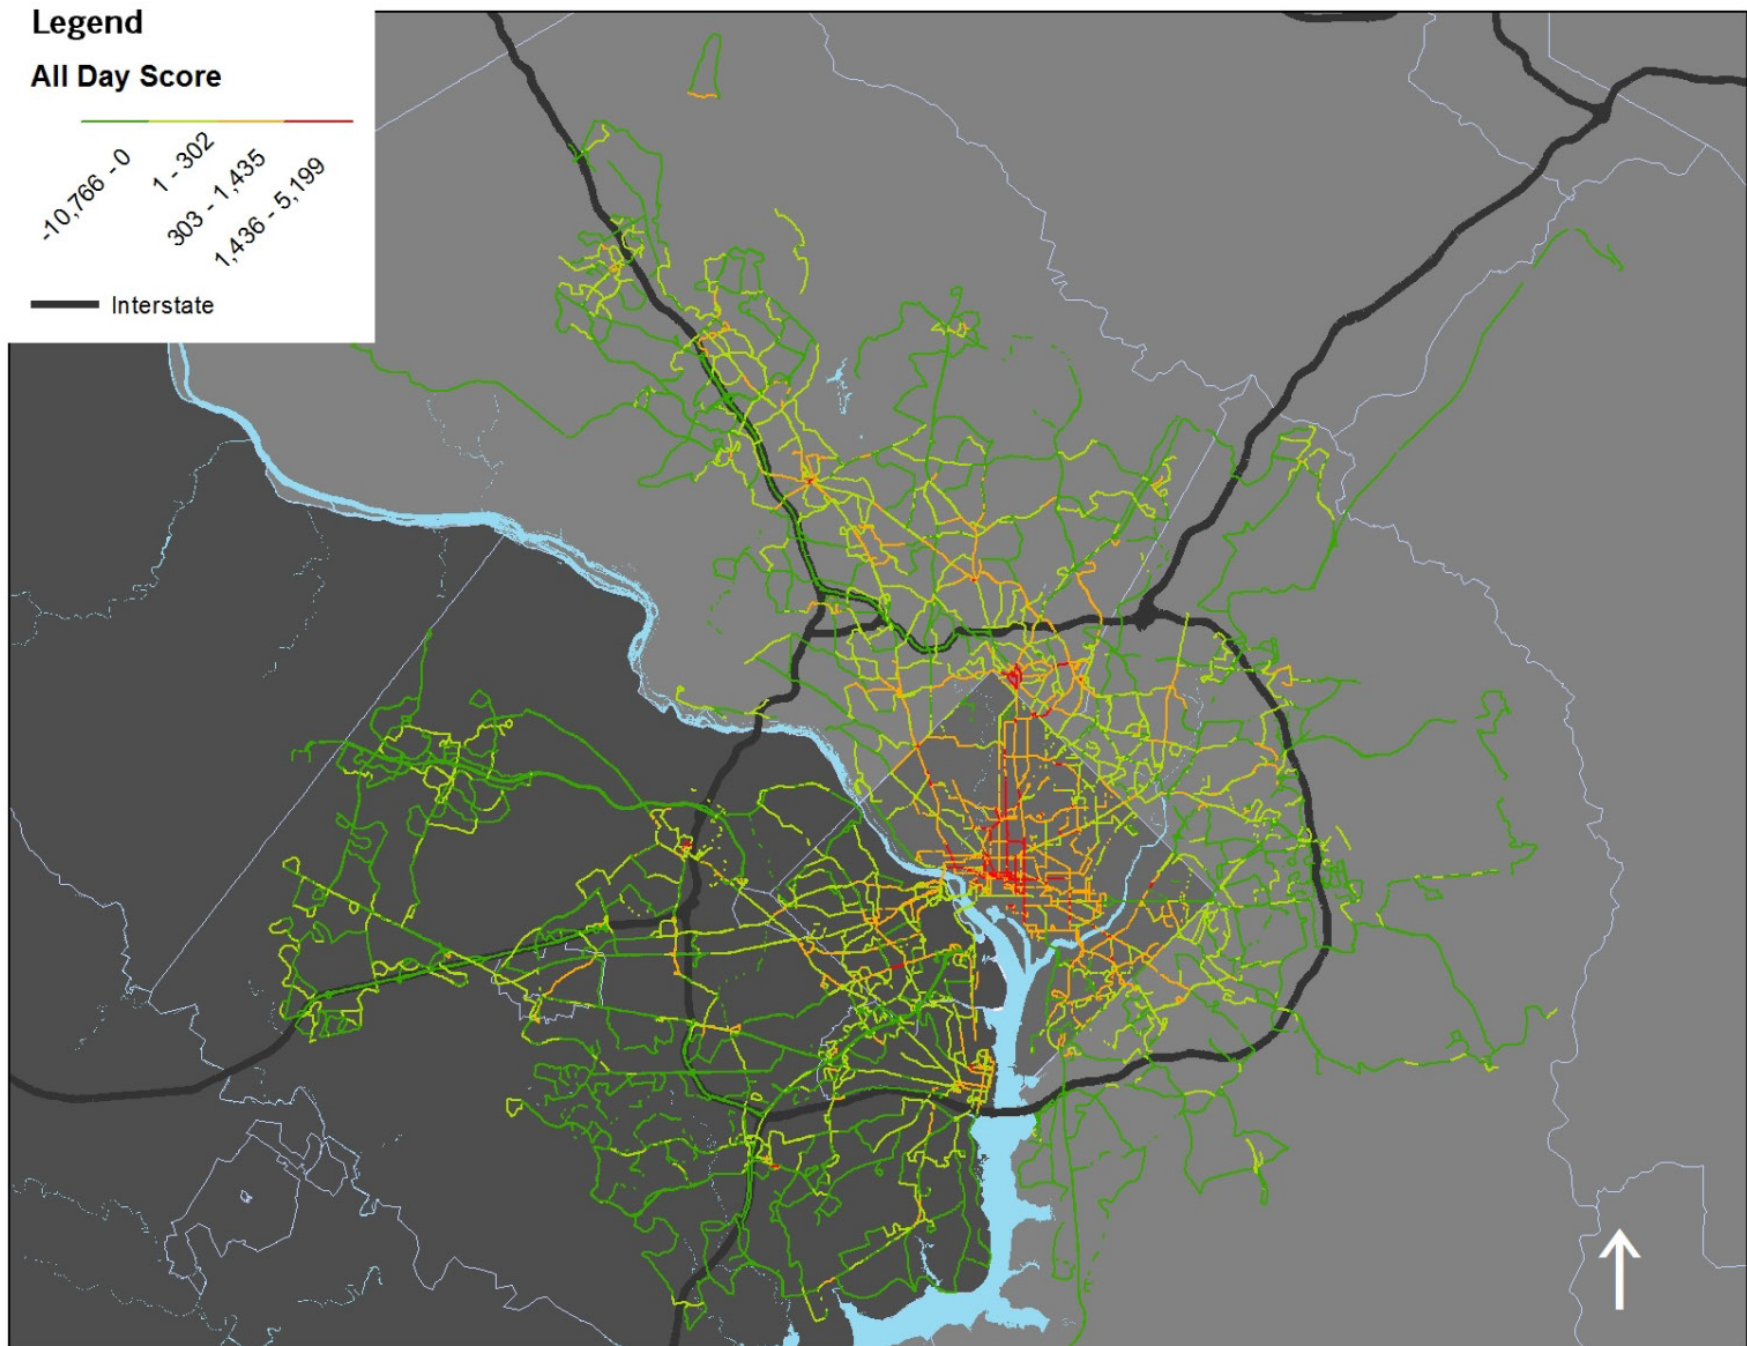 Legend
All Day Score
-10,766 - 0
1 - 302
303 - 1,435
1,436 - 5,199
Interstate